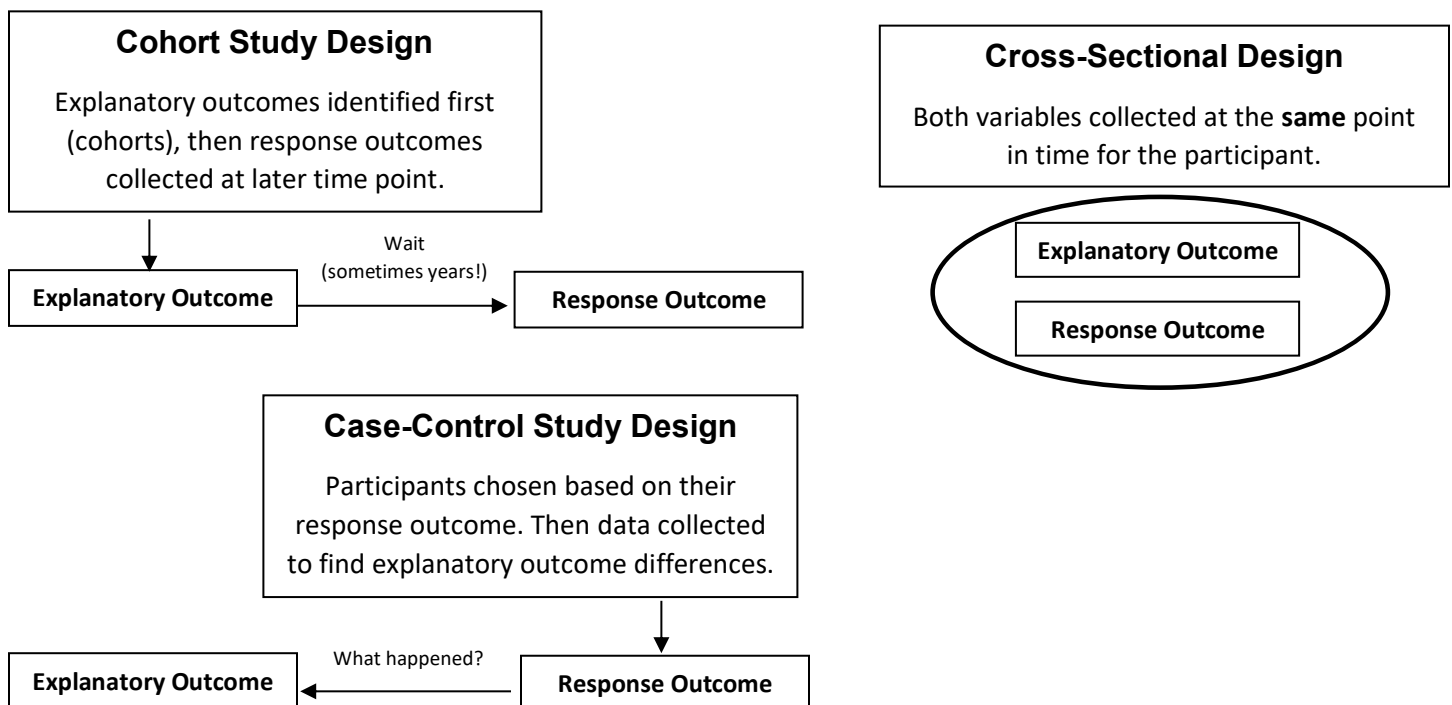 Cohort Study Design
Explanatory outcomes identified first
(cohorts), then response outcomes
collected at later time point.
Wait
(sometimes years!)
Explanatory Outcome
Response Outcome
Cross-Sectional Design
Both variables collected at the same point
in time for the participant.
Explanatory Outcome
Response Outcome
Case-Control Study Design
Participants chosen based on their
response outcome. Then data collected
to find explanatory outcome differences.
What happened?
Explanatory Outcome
Response Outcome